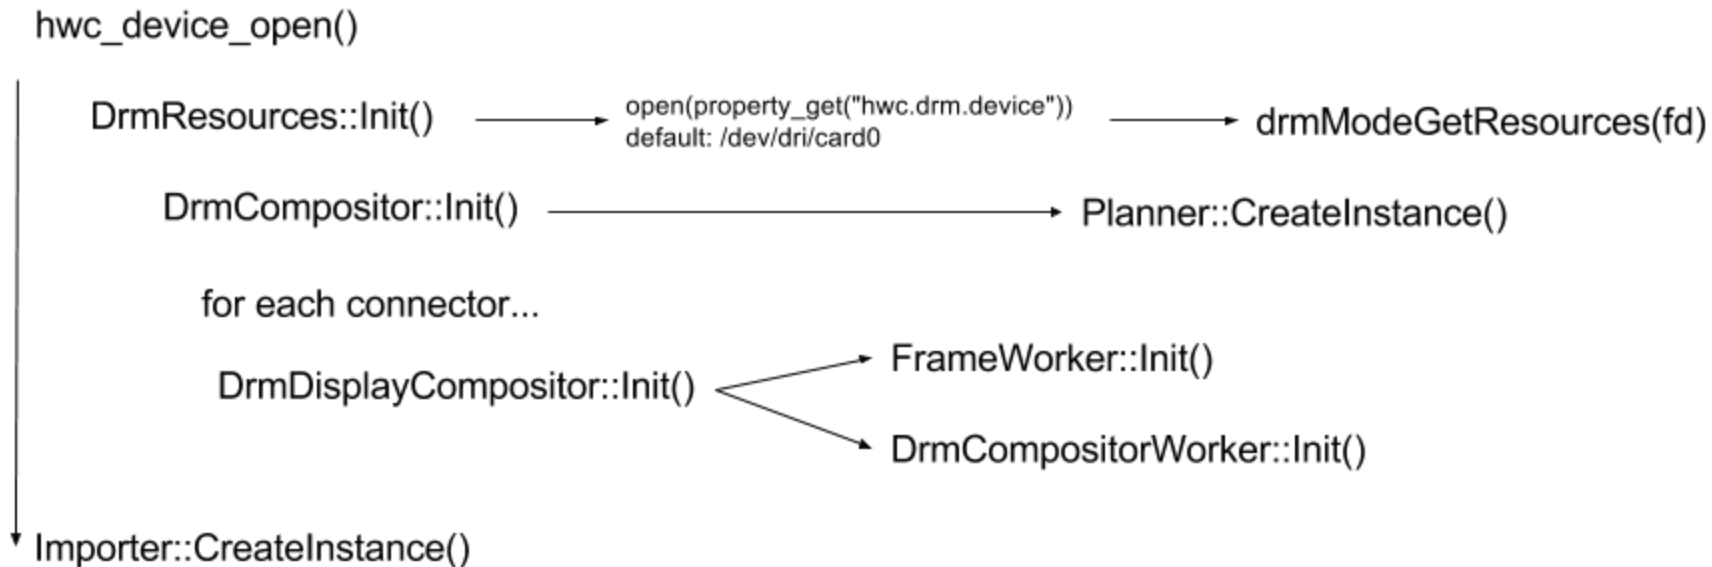 hwc_device_open()
DrmResources::Init()
open(property_get("hwc.drm.device"))
default: /dev/dri/card0
drmModeGetResources(fd)
DrmCompositor::Init()
Planner::CreateInstance()
for each connector...
DrmDisplayCompositor::Init()
FrameWorker::Init()
DrmCompositorWorker::Init()
Importer::CreateInstance()